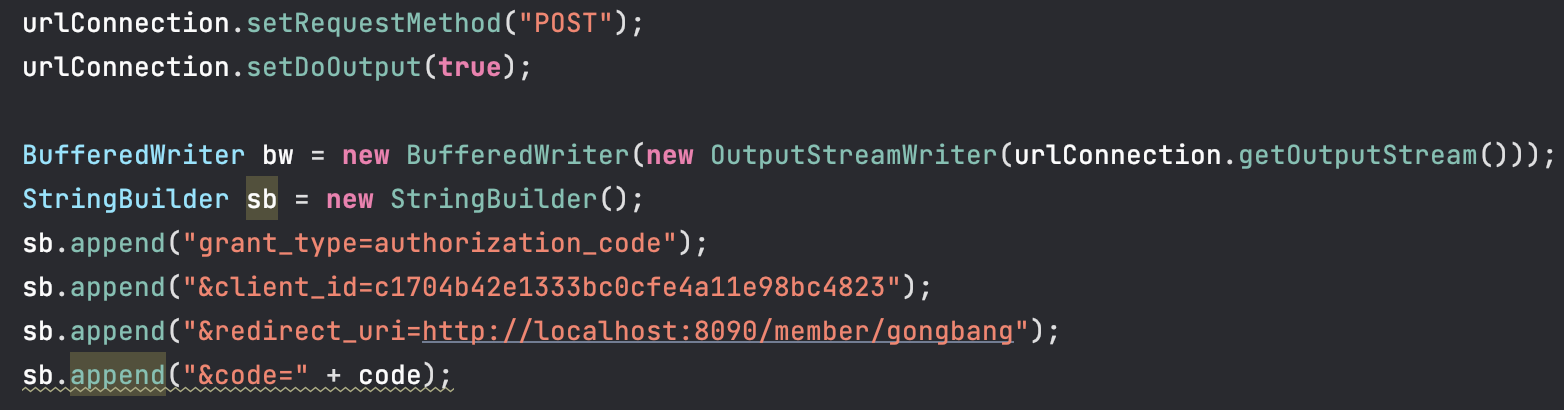 urlConnection.setRequestMethod("POST");
urlConnection.setDoOutput(true);
BufferedWriter bw = new BufferedWriter(new OutputStreamWriter(urlConnection.getOutputStream()));
StringBuilder sb = new StringBuilder();
sb.append("grant_type=authorization_code");
sb.append("&client_id=c1704b42e1333bc0cfe4a11e98bc4823");
sb.append("&redirect_uri=http://localhost:8090/member/gongbang");
sb.append("&code=" + code);